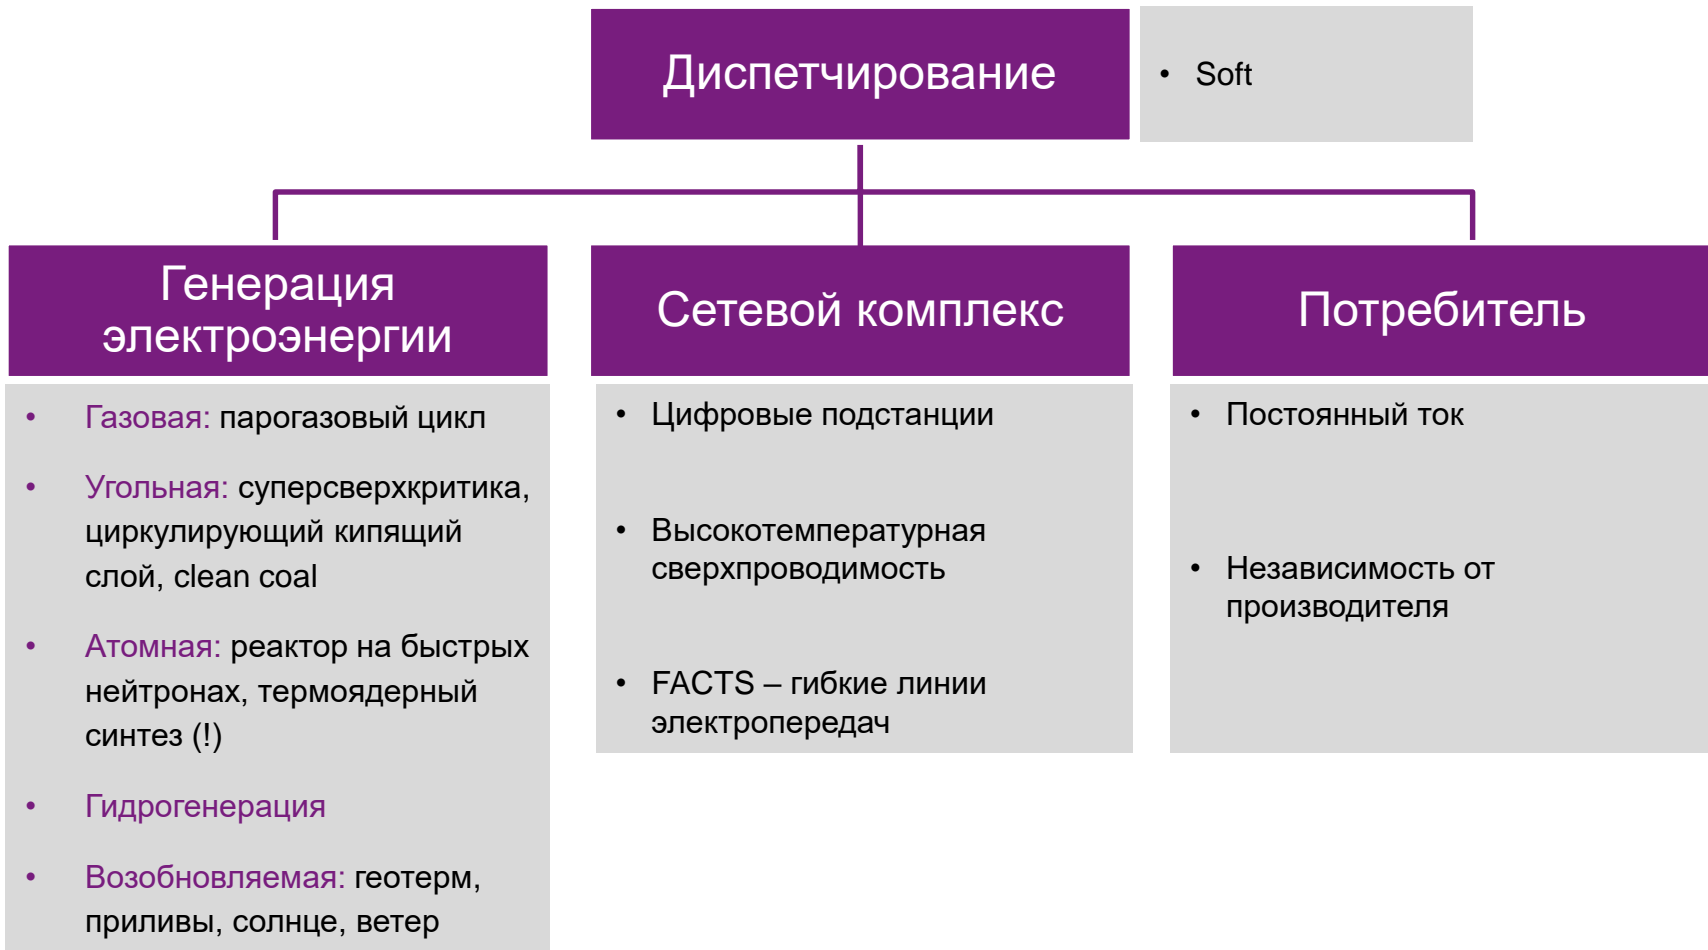 Диспетчирование
• Soft
Генерация
электроэнергии
• Газовая: парогазовый цикл
• Угольная: суперсверхкритика,
циркулирующий кипящий
слой, clean coal
• Атомная: реактор на быстрых
нейтронах, термоядерный
синтез (!)
• Гидрогенерация
• Возобновляемая: геотерм,
приливы, солнце, ветер
Сетевой комплекс
• Цифровые подстанции
• Высокотемпературная
сверхпроводимость
• FACTS – гибкие линии
электропередач
Потребитель
• Постоянный ток
• Независимость от
производителя